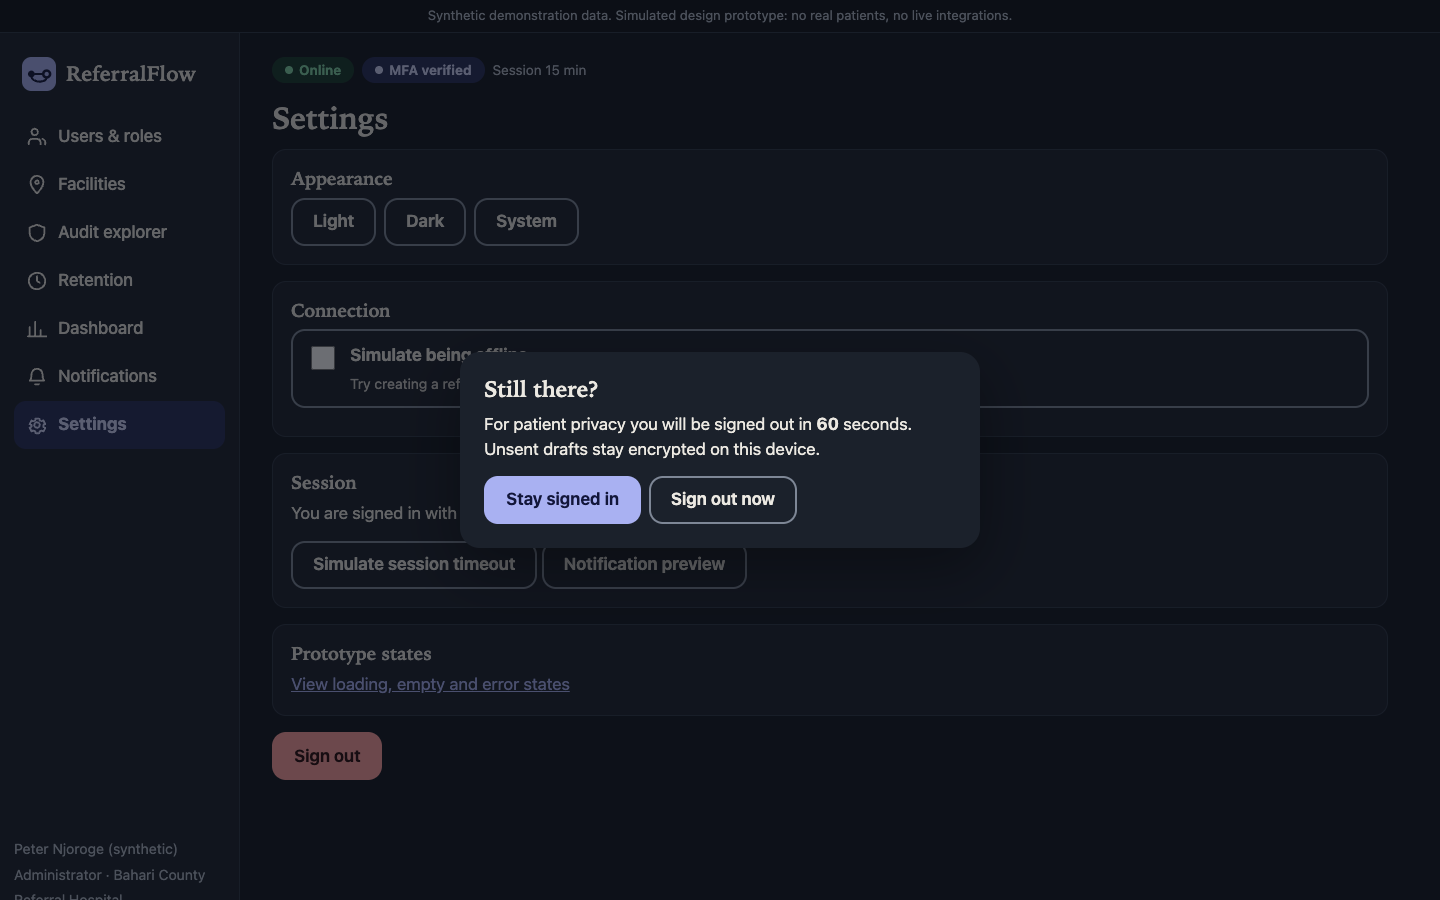 Synthetic demonstration data. Simulated design prototype: no real patients, no live integrations.
ReferralFlow
Users & roles
Facilities
Audit explorer
Retention
Dashboard
Notifications
Settings
Peter Njoroge (synthetic)
Administrator · Bahari County
Referral Hospital
Online
MFA verified
Session 15 min
Settings
Appearance
Light
Dark
System
Connection
Simulate being offline
Try creating a ref
Still there?
For patient privacy you will be signed out in 60 seconds.
Unsent drafts stay encrypted on this device.
Stay signed in
Sign out now
Session
You are signed in with
Simulate session timeout
Notification preview
Prototype states
View loading, empty and error states
Sign out